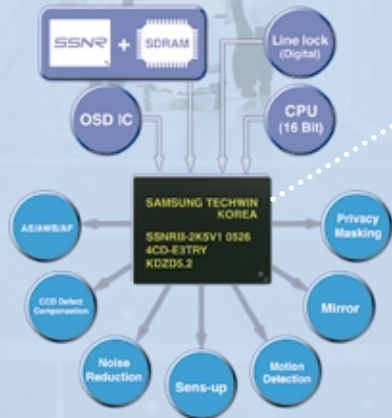 SSNR
+
SDRAM
Line lock
(Digital)
OSD IC
CPU
(16 Bit)
SAMSUNG TECHWIN
KOREA
SSNRIII-2K5V1 0526
4CD-E3TRY
KDZD5.2
AE/AWB/AF
Privacy
Masking
CCD Defect
Compensation
Mirror
Noise
Reduction
Sens-up
Motion
Detection